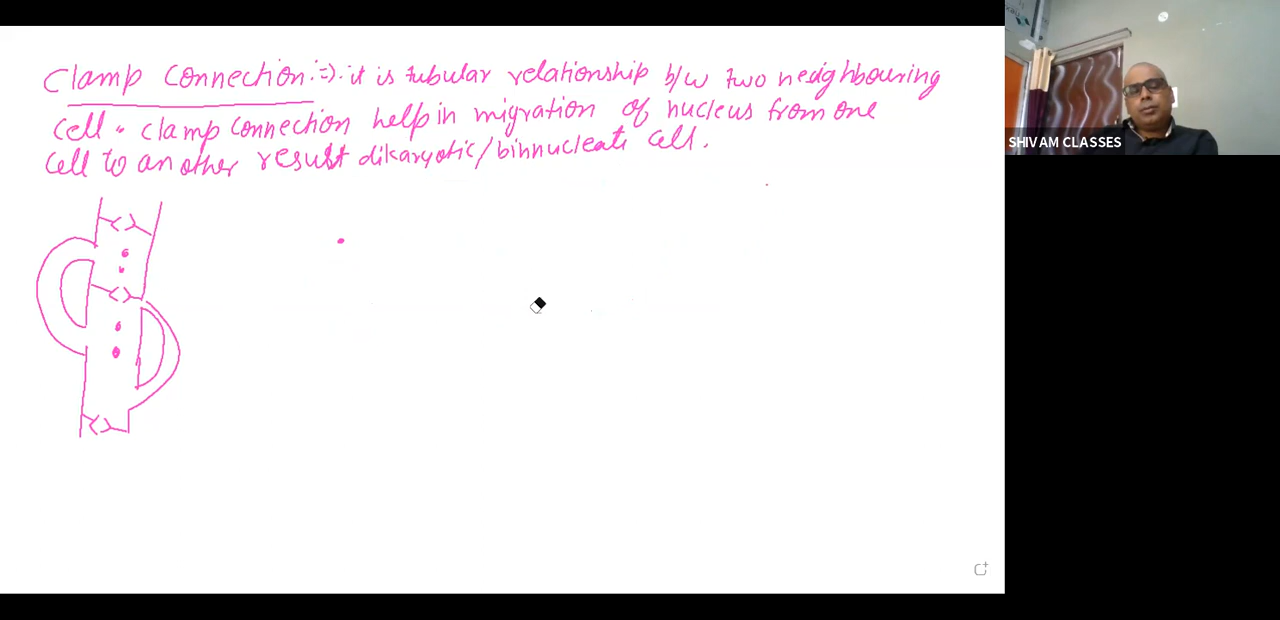 Clamp Connection :⇒. it is tubular relationship b/w two neighbouring
Cell. clamp connection help in migration of nucleus from one
Cell to an other result dikaryotic/binnucleate cell.
SHIVAM CLASSES